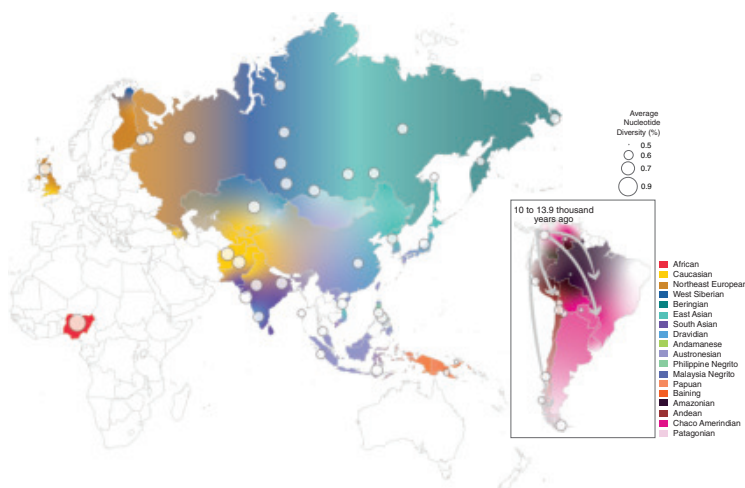 Average
Nucleotide
Diversity (%)
0.5
0.6
0.7
0.9
10 to 13.9 thousand
years ago
African
Caucasian
Northeast European
West Siberian
Beringian
East Asian
South Asian
Dravidian
Andamanese
Austronesian
Philippine Negrito
Malaysia Negrito
Papuan
Baining
Amazonian
Andean
Chaco Amerindian
Patagonian